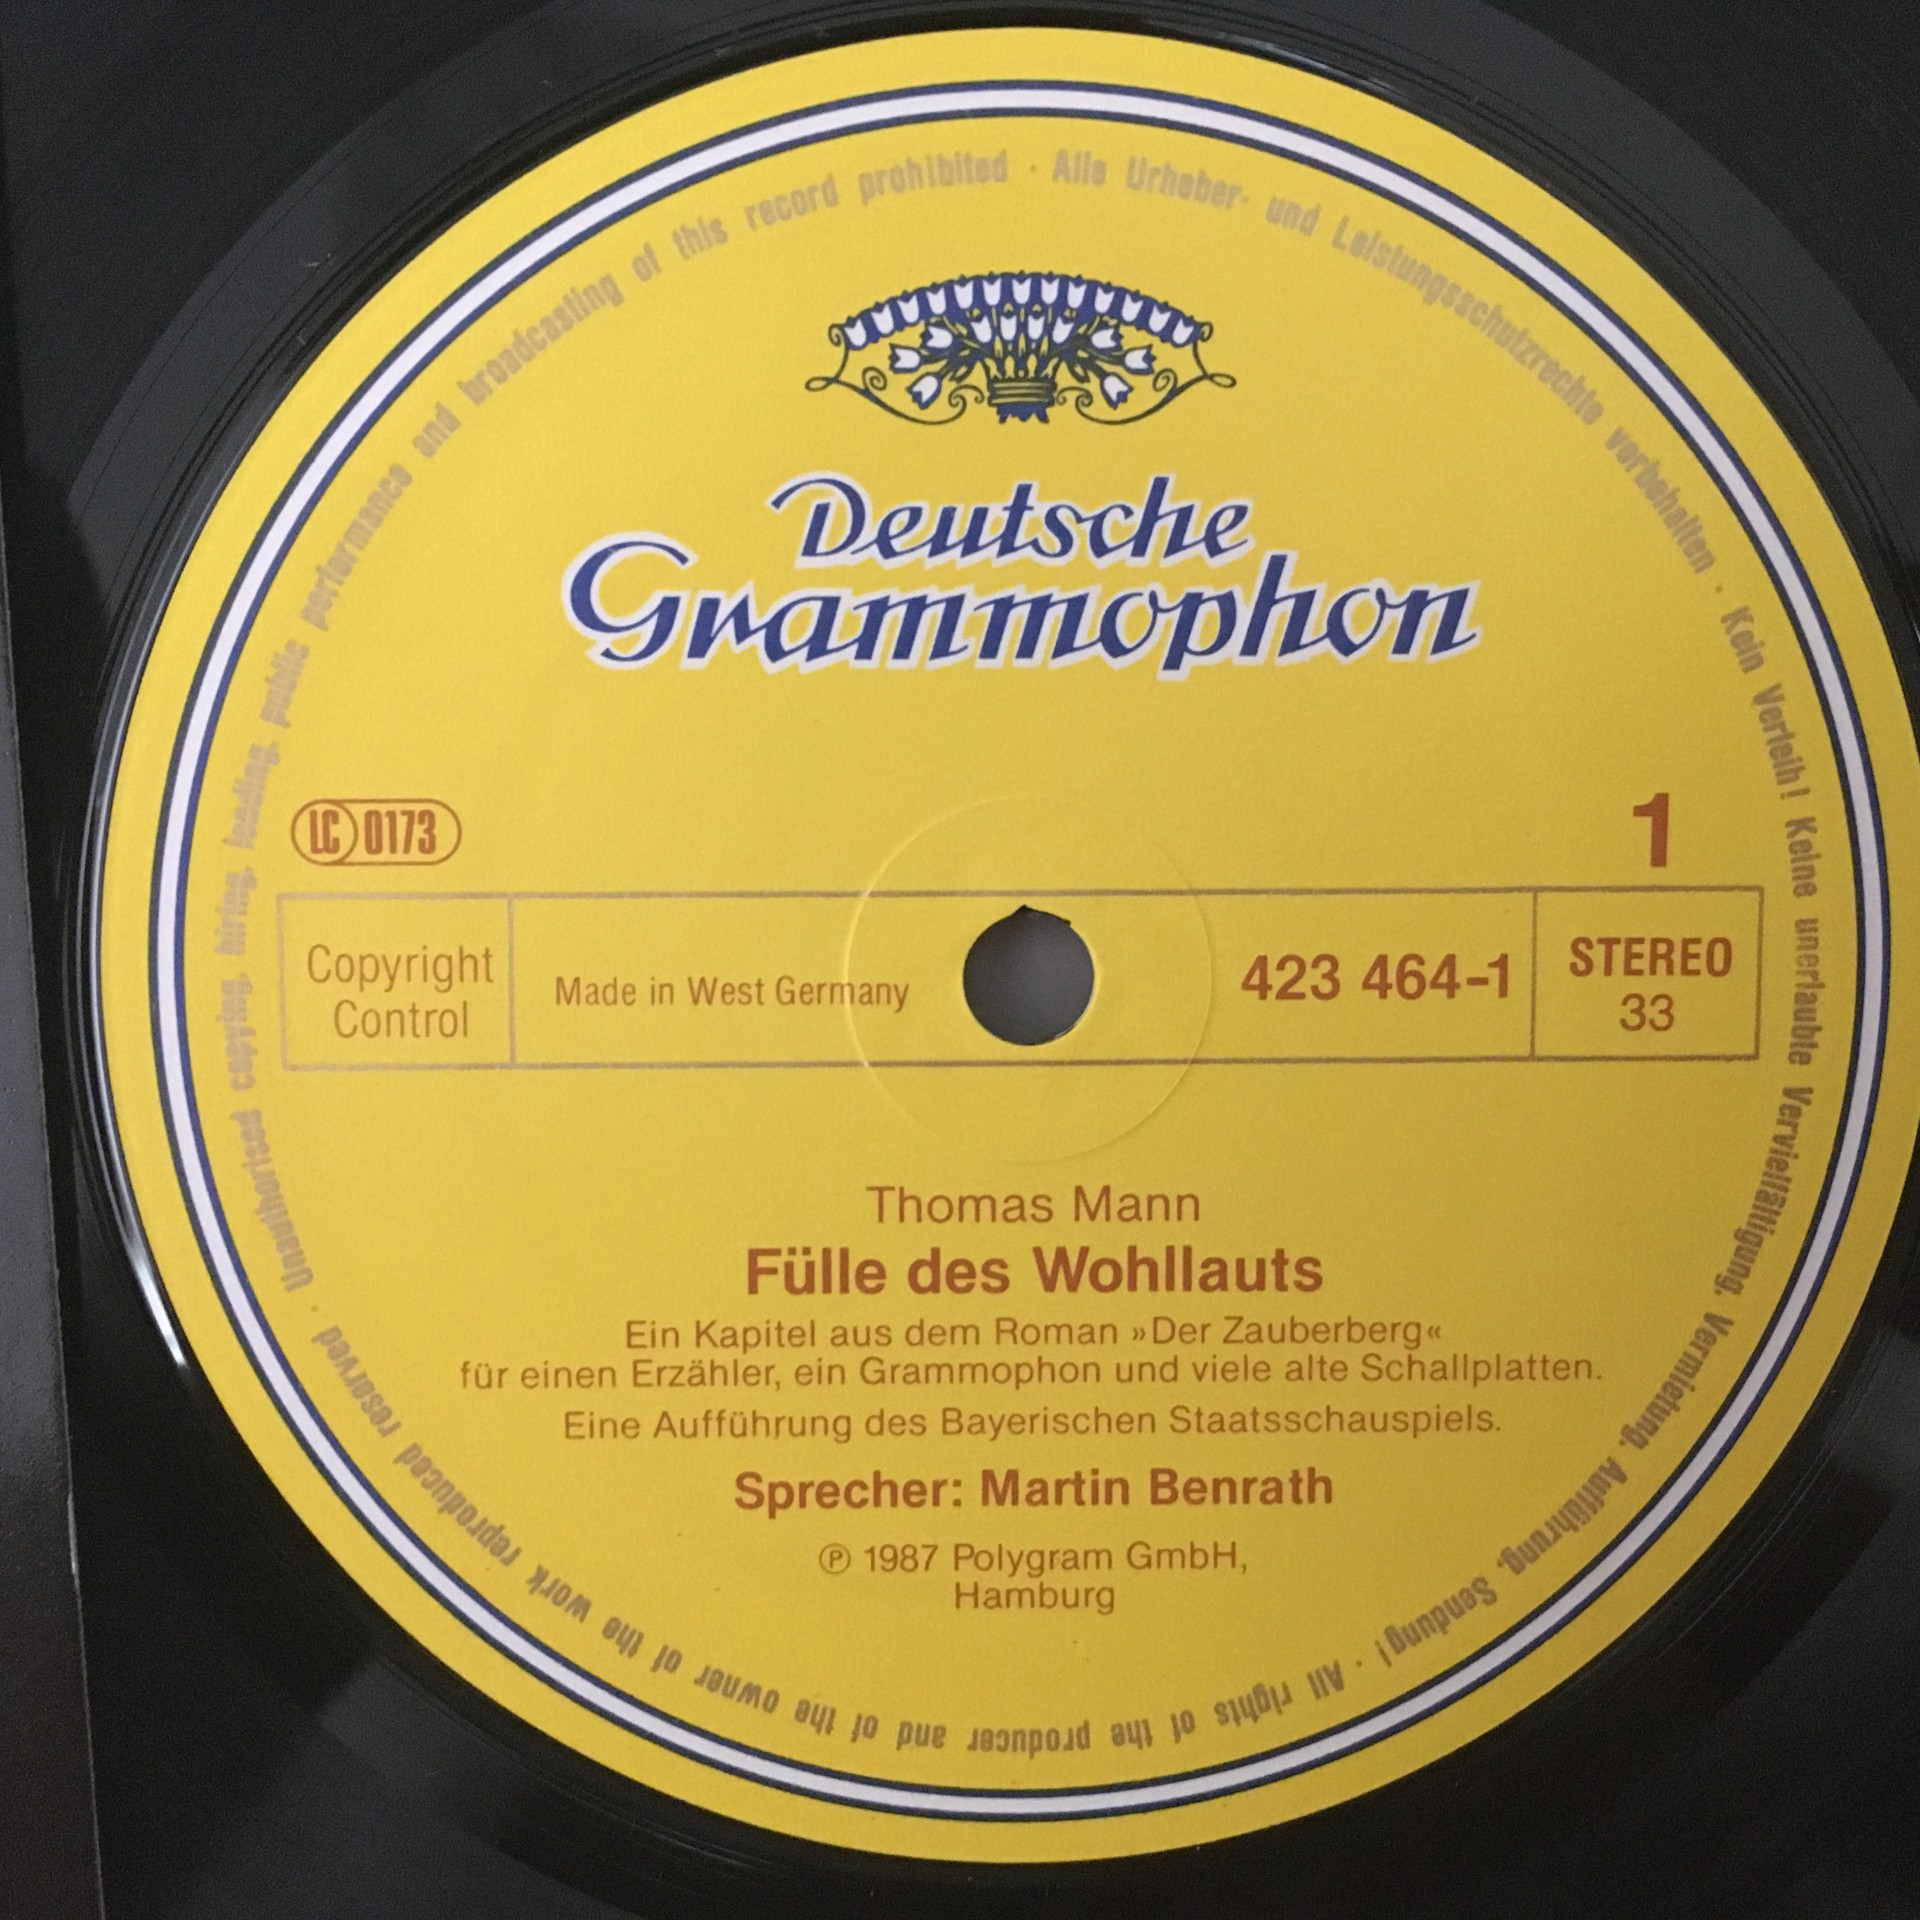 Unauthorised copying, hiring, lending, public performance and broadcasting of this record prohibited · Alle Urheber- und Leistungsschutzrechte vorbehalten · Kein Verleih! Keine unerlaubte Vervielfältigung, Vermietung, Aufführung, Sendung! · All rights of the producer and of the owner of the work reproduced reserved ·
Deutsche
Grammophon
LC 0173
1
Copyright
Control
Made in West Germany
423 464-1
STEREO
33
Thomas Mann
Fülle des Wohllauts
Ein Kapitel aus dem Roman »Der Zauberberg«
für einen Erzähler, ein Grammophon und viele alte Schallplatten.
Eine Aufführung des Bayerischen Staatsschauspiels.
Sprecher: Martin Benrath
℗ 1987 Polygram GmbH,
Hamburg